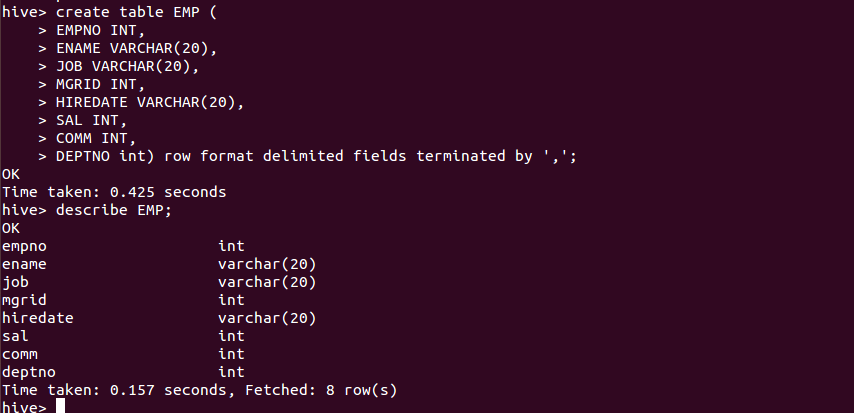 hive> create table EMP (
    > EMPNO INT,
    > ENAME VARCHAR(20),
    > JOB VARCHAR(20),
    > MGRID INT,
    > HIREDATE VARCHAR(20),
    > SAL INT,
    > COMM INT,
    > DEPTNO int) row format delimited fields terminated by ',';
OK
Time taken: 0.425 seconds
hive> describe EMP;
OK
empno                   int
ename                   varchar(20)
job                     varchar(20)
mgrid                   int
hiredate                varchar(20)
sal                     int
comm                    int
deptno                  int
Time taken: 0.157 seconds, Fetched: 8 row(s)
hive>